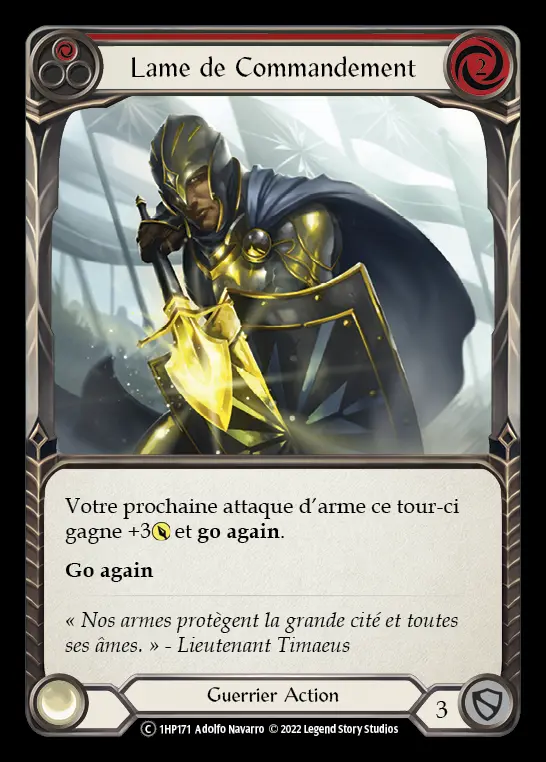 Lame de Commandement
2
Votre prochaine attaque d'arme ce tour-ci
gagne +3 et go again.
Go again
« Nos armes protègent la grande cité et toutes
ses âmes. » - Lieutenant Timaeus
Guerrier Action
3
C 1HP171 Adolfo Navarro © 2022 Legend Story Studios